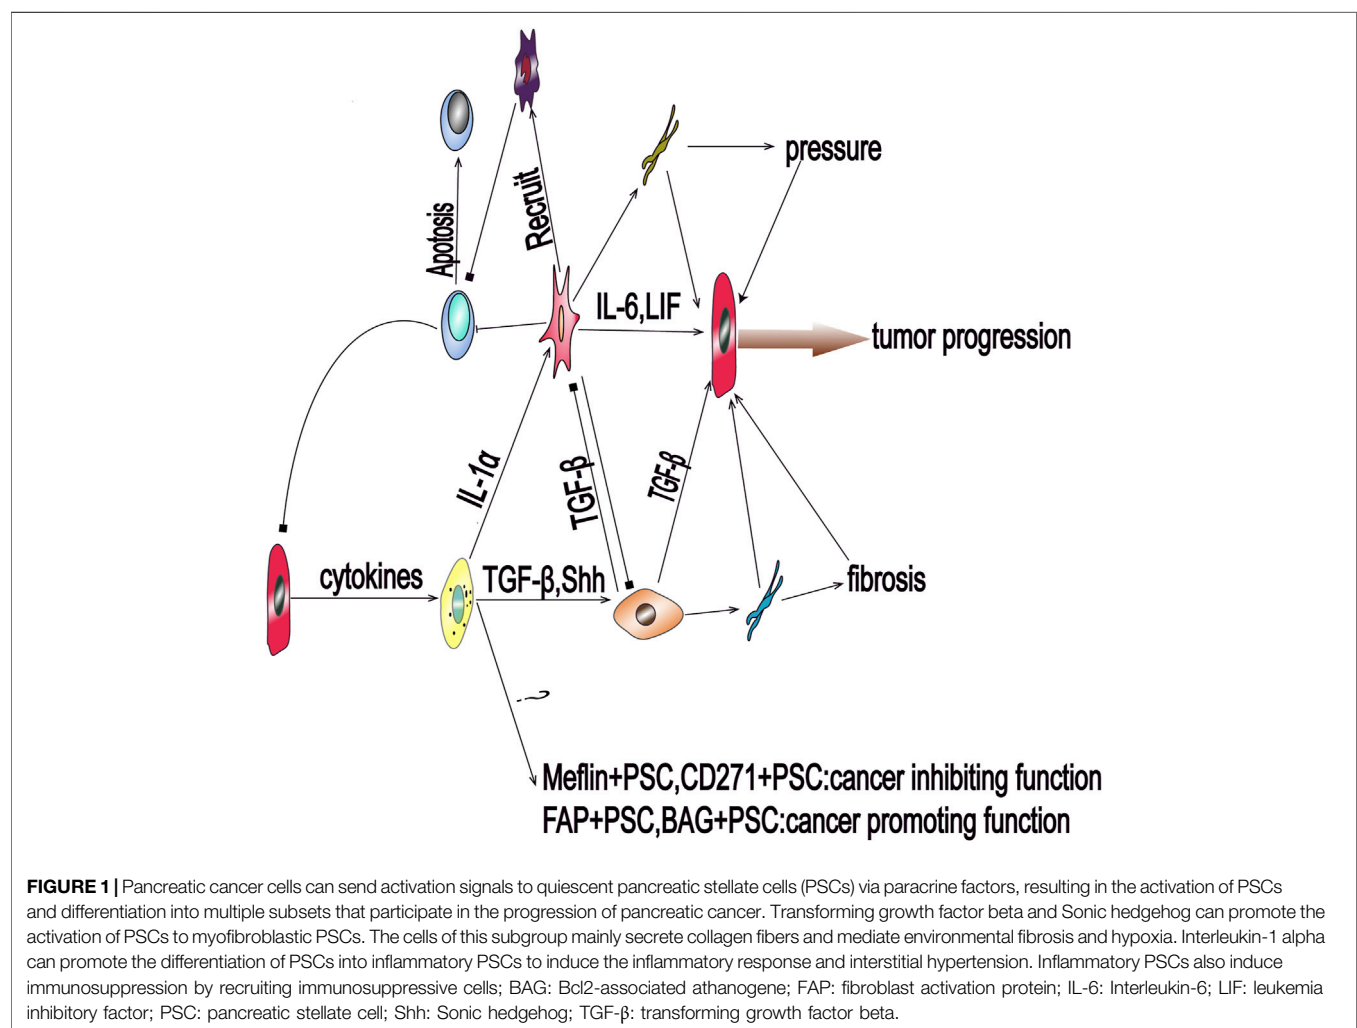 pressure
Apotosis
Recruit
IL-6,LIF
tumor progression
IL-1α
TGF-β
TGF-β
cytokines
TGF-β,Shh
fibrosis
?
Meflin+PSC,CD271+PSC:cancer inhibiting function
FAP+PSC,BAG+PSC:cancer promoting function
FIGURE 1 | Pancreatic cancer cells can send activation signals to quiescent pancreatic stellate cells (PSCs) via paracrine factors, resulting in the activation of PSCs
and differentiation into multiple subsets that participate in the progression of pancreatic cancer. Transforming growth factor beta and Sonic hedgehog can promote the
activation of PSCs to myofibroblastic PSCs. The cells of this subgroup mainly secrete collagen fibers and mediate environmental fibrosis and hypoxia. Interleukin-1 alpha
can promote the differentiation of PSCs into inflammatory PSCs to induce the inflammatory response and interstitial hypertension. Inflammatory PSCs also induce
immunosuppression by recruiting immunosuppressive cells; BAG: Bcl2-associated athanogene; FAP: fibroblast activation protein; IL-6: Interleukin-6; LIF: leukemia
inhibitory factor; PSC: pancreatic stellate cell; Shh: Sonic hedgehog; TGF-β: transforming growth factor beta.